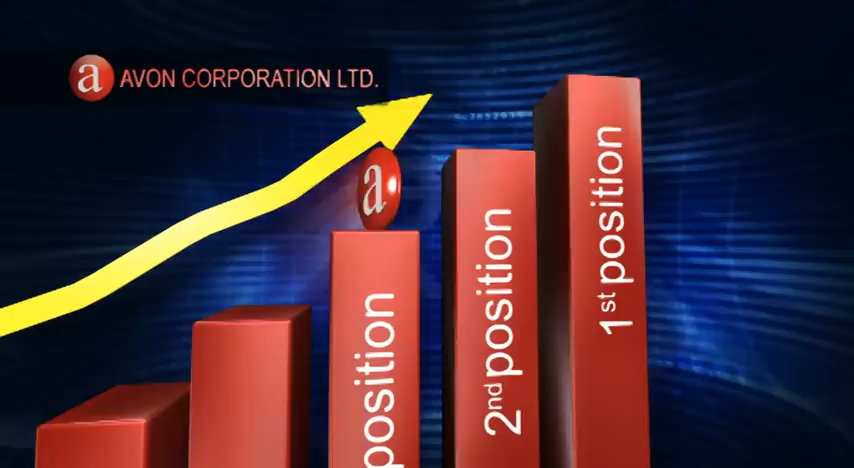 a AVON CORPORATION LTD.
a
position
2nd position
1st position